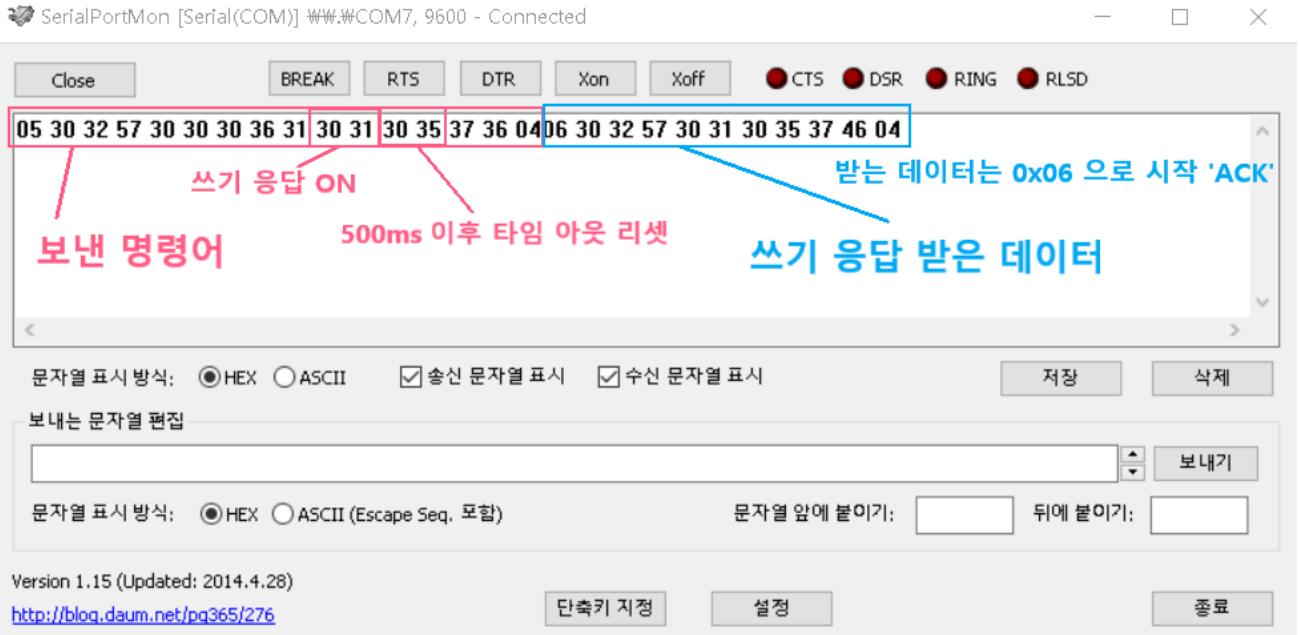 SerialPortMon [Serial(COM)] ₩₩.₩COM7, 9600 - Connected
Close BREAK RTS DTR Xon Xoff CTS DSR RING RLSD
05 30 32 57 30 30 30 36 31 30 31 30 35 37 36 04 06 30 32 57 30 31 30 35 37 46 04
쓰기 응답 ON
받는 데이터는 0x06 으로 시작 'ACK'
보낸 명령어
500ms 이후 타임 아웃 리셋
쓰기 응답 받은 데이터
문자열 표시 방식: HEX ASCII 송신 문자열 표시 수신 문자열 표시 저장 삭제
보내는 문자열 편집
보내기
문자열 표시 방식: HEX ASCII (Escape Seq. 포함) 문자열 앞에 붙이기: 뒤에 붙이기:
Version 1.15 (Updated: 2014.4.28)
http://blog.daum.net/pg365/276
단축키 지정 설정 종료